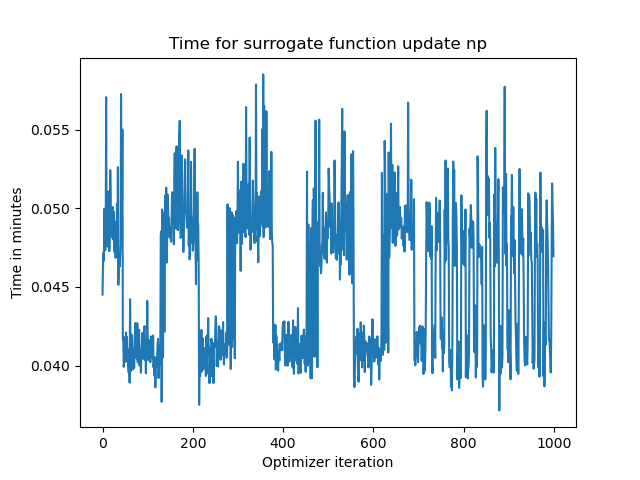 Time for surrogate function update np
0.055
0.050
0.045
0.040
Time in minutes
0 200 400 600 800 1000
Optimizer iteration